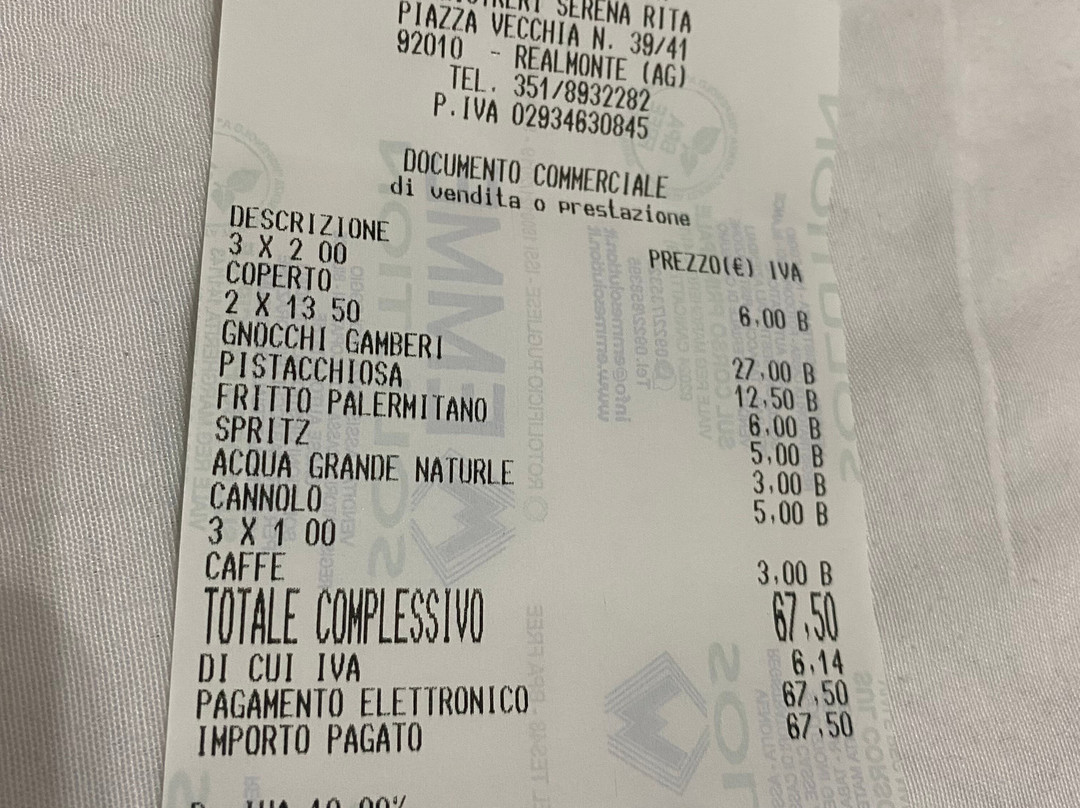 SERENA RITA
PIAZZA VECCHIA N. 39/41
92010 - REALMONTE (AG)
TEL. 351/8932282
P.IVA 02934630845
DOCUMENTO COMMERCIALE
di vendita o prestazione
DESCRIZIONE PREZZO(€) IVA
3 X 2 00
COPERTO 6,00 B
2 X 13 50
GNOCCHI GAMBERI 27,00 B
PISTACCHIOSA 12,50 B
FRITTO PALERMITANO 6,00 B
SPRITZ 5,00 B
ACQUA GRANDE NATURLE 3,00 B
CANNOLO 5,00 B
3 X 1 00
CAFFE 3,00 B
TOTALE COMPLESSIVO 67,50
DI CUI IVA 6,14
PAGAMENTO ELETTRONICO 67,50
IMPORTO PAGATO 67,50